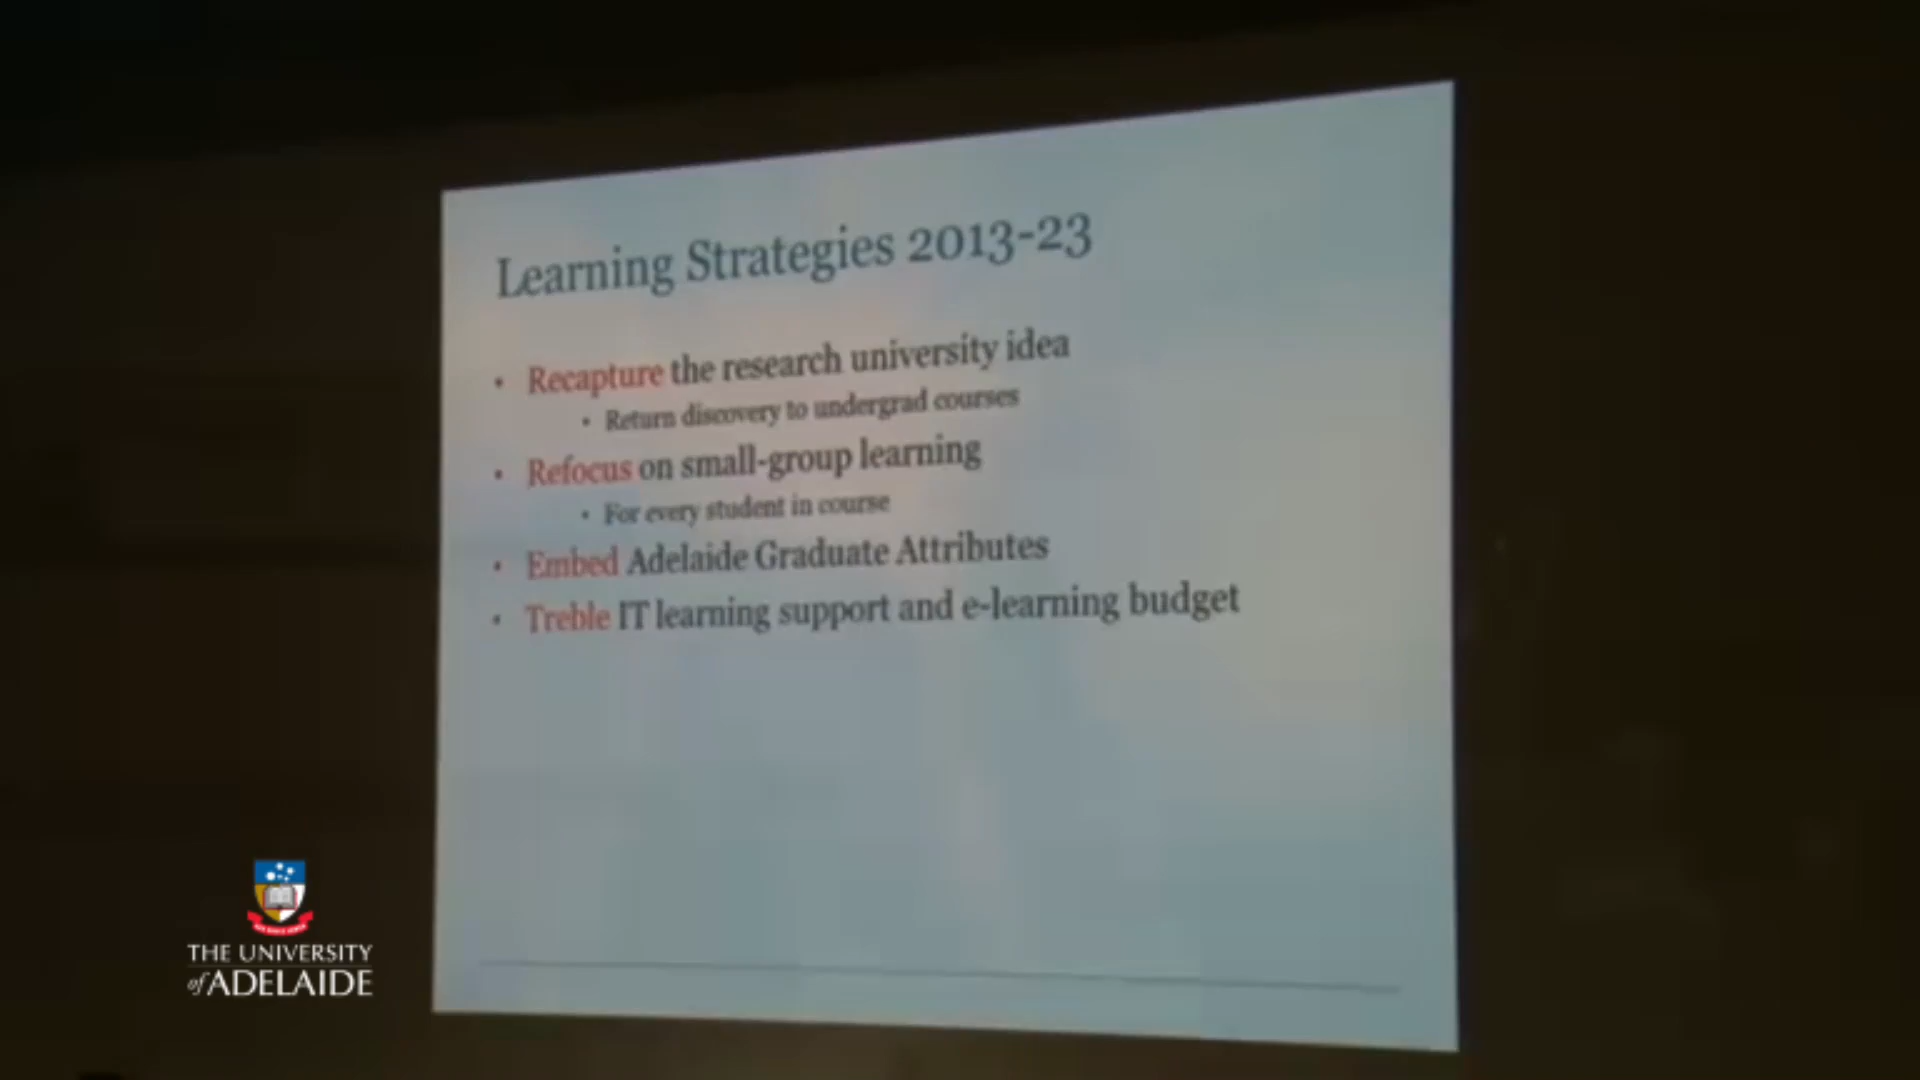 Learning Strategies 2013-23
• Recapture the research university idea
• Return discovery to undergrad courses
• Refocus on small-group learning
• For every student in course
• Embed Adelaide Graduate Attributes
• Treble IT learning support and e-learning budget
THE UNIVERSITY
of ADELAIDE